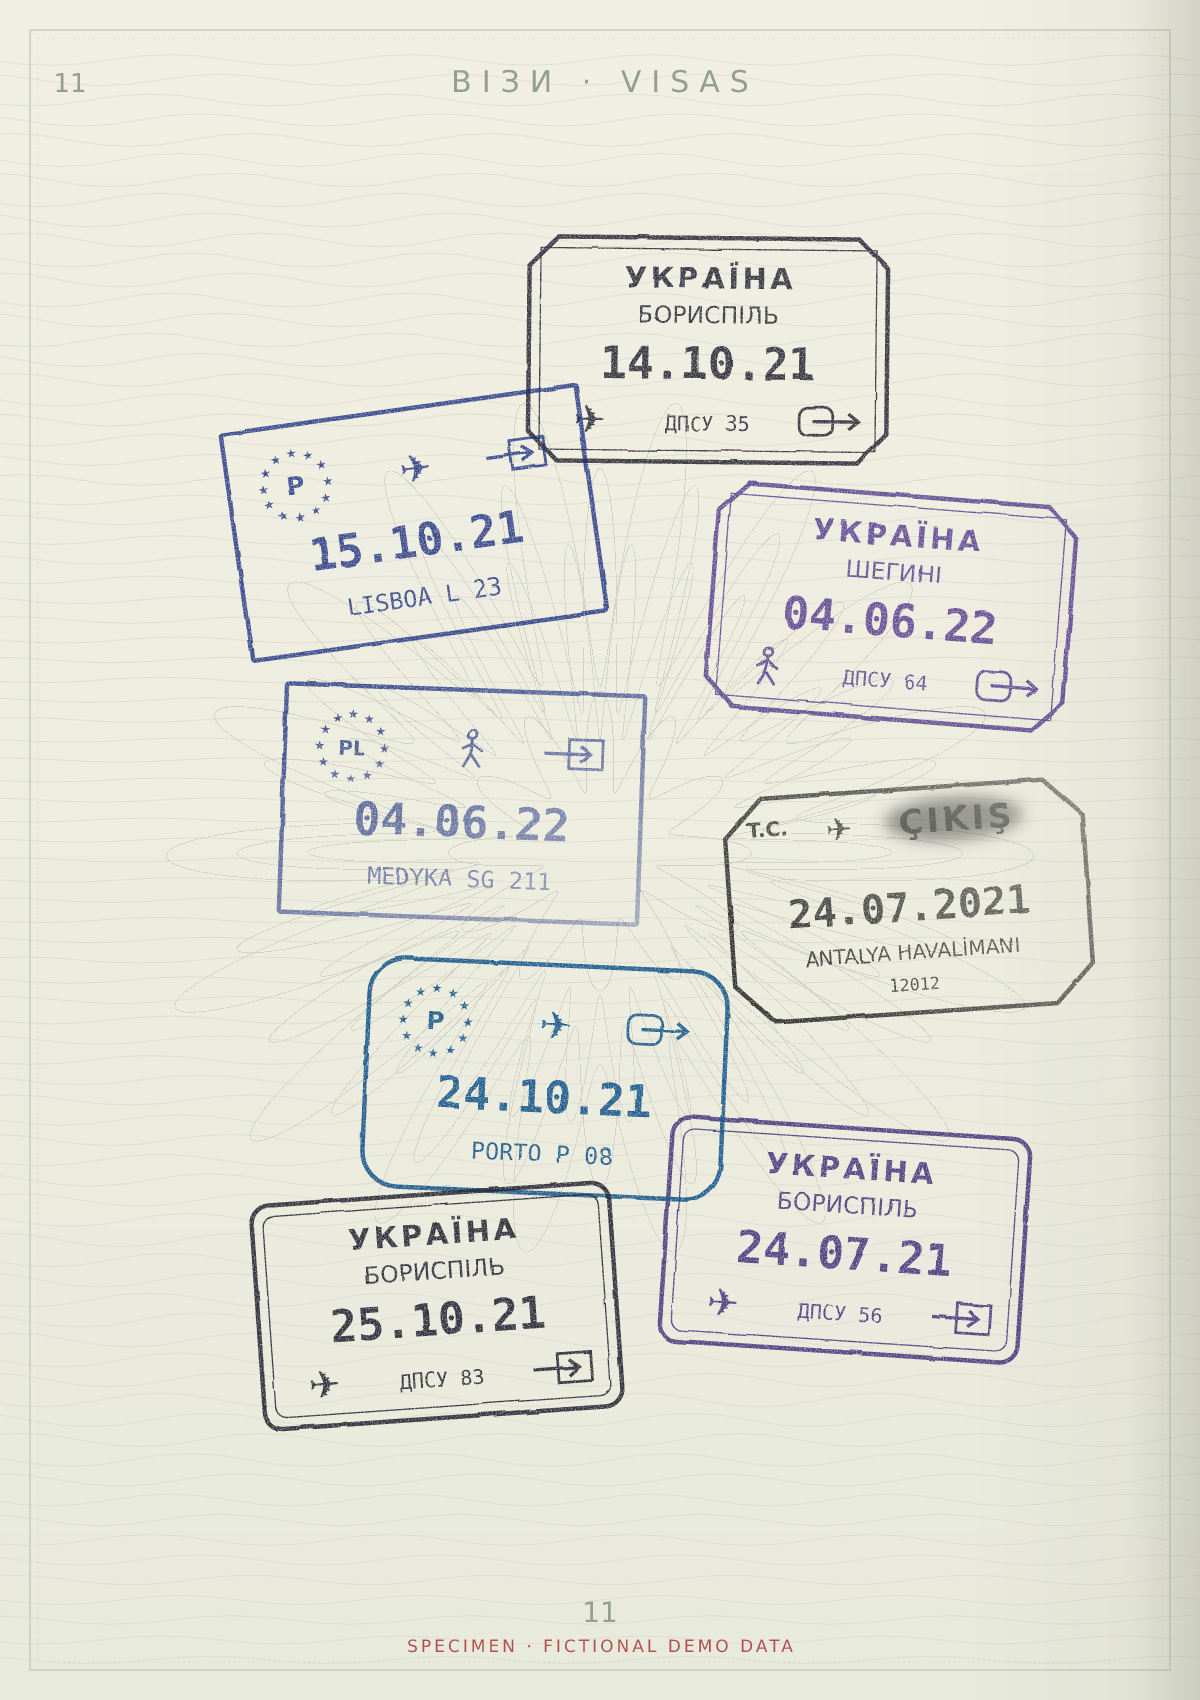 11
ВІЗИ · VISAS
УКРАЇНА
БОРИСПІЛЬ
14.10.21
ДПСУ 35
P
15.10.21
LISBOA L 23
УКРАЇНА
ШЕГИНІ
04.06.22
ДПСУ 64
PL
04.06.22
MEDYKA SG 211
T.C.
ÇIKIŞ
24.07.2021
ANTALYA HAVALİMANI
12012
P
24.10.21
PORTO P 08
УКРАЇНА
БОРИСПІЛЬ
24.07.21
ДПСУ 56
УКРАЇНА
БОРИСПІЛЬ
25.10.21
ДПСУ 83
11
SPECIMEN · FICTIONAL DEMO DATA